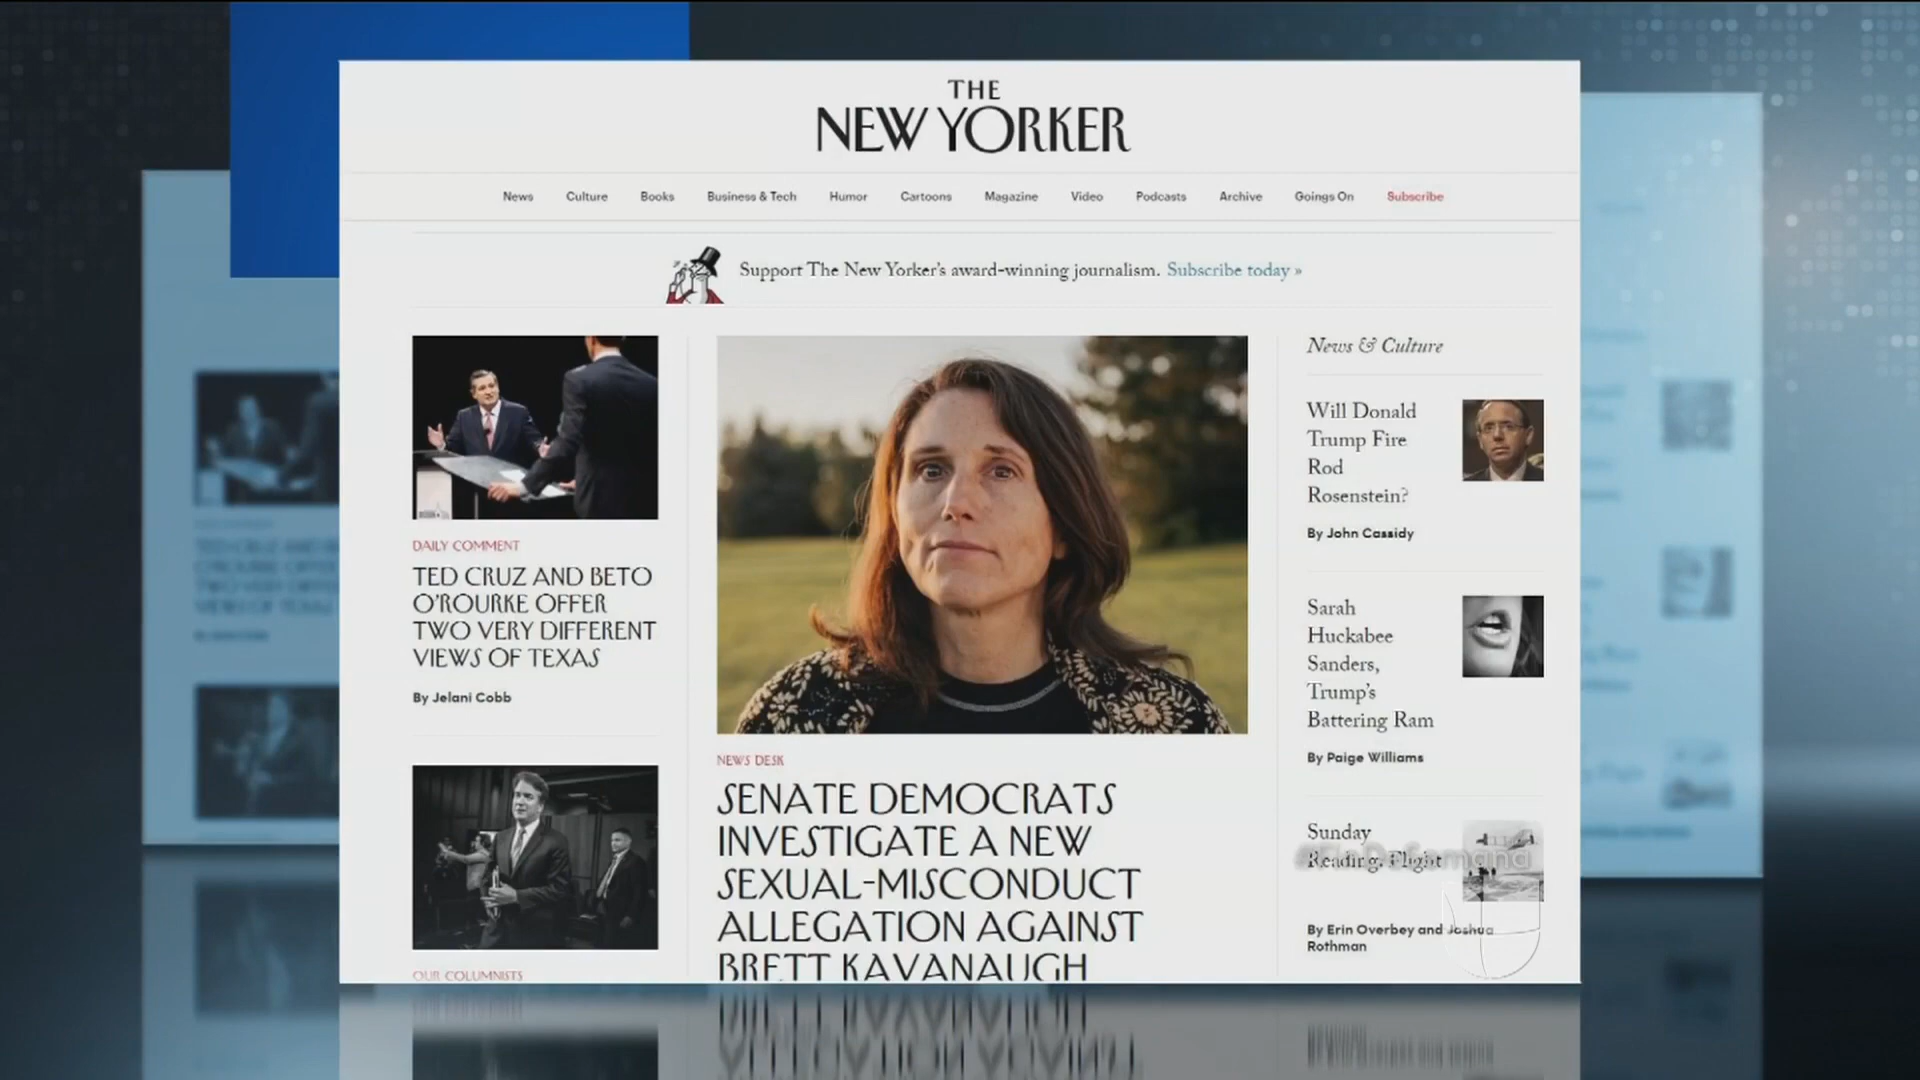 THE
NEW YORKER
News Culture Books Business & Tech Humor Cartoons Magazine Video Podcasts Archive Goings On Subscribe
Support The New Yorker's award-winning journalism. Subscribe today »
DAILY COMMENT
TED CRUZ AND BETO
O'ROURKE OFFER
TWO VERY DIFFERENT
VIEWS OF TEXAS
By Jelani Cobb
OUR COLUMNISTS
NEWS DESK
SENATE DEMOCRATS
INVESTIGATE A NEW
SEXUAL-MISCONDUCT
ALLEGATION AGAINST
BRETT KAVANAUGH
News & Culture
Will Donald
Trump Fire
Rod
Rosenstein?
By John Cassidy
Sarah
Huckabee
Sanders,
Trump's
Battering Ram
By Paige Williams
Sunday
Reading: Flight
#FinDeSemana
By Erin Overbey and Joshua
Rothman